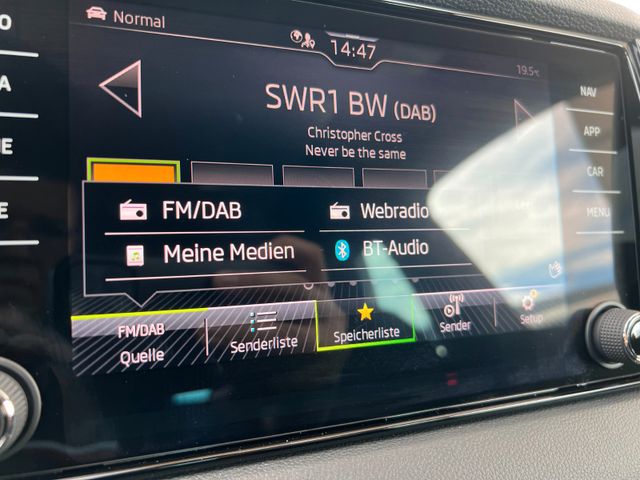 Normal
14:47
19.5°C
SWR1 BW (DAB)
Christopher Cross
Never be the same
FM/DAB
Webradio
Meine Medien
BT-Audio
FM/DAB
Quelle
Senderliste
Speicherliste
Sender
Setup
NAV
APP
CAR
MENU